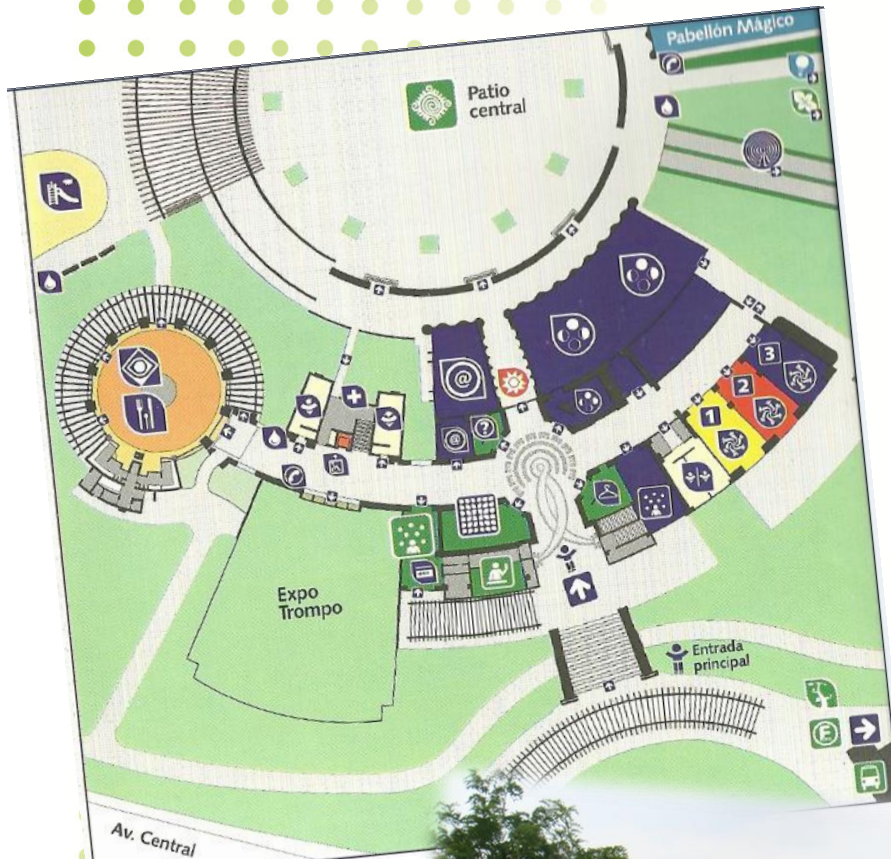 Pabellón Mágico
Patio
central
@
3
2
1
@
?
Expo
Trompo
Entrada
principal
E
Av. Central